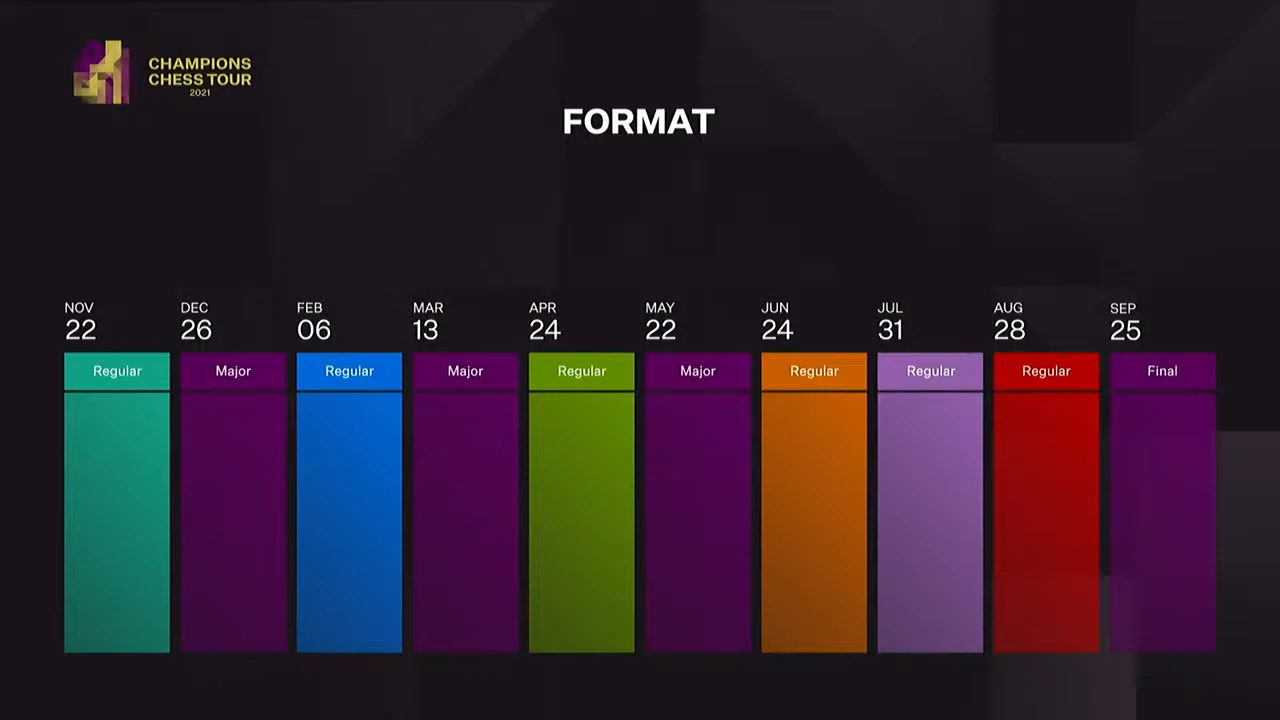 CHAMPIONS
CHESS TOUR
2021
FORMAT
NOV
22
DEC
26
FEB
06
MAR
13
APR
24
MAY
22
JUN
24
JUL
31
AUG
28
SEP
25
Regular
Major
Regular
Major
Regular
Major
Regular
Regular
Regular
Final